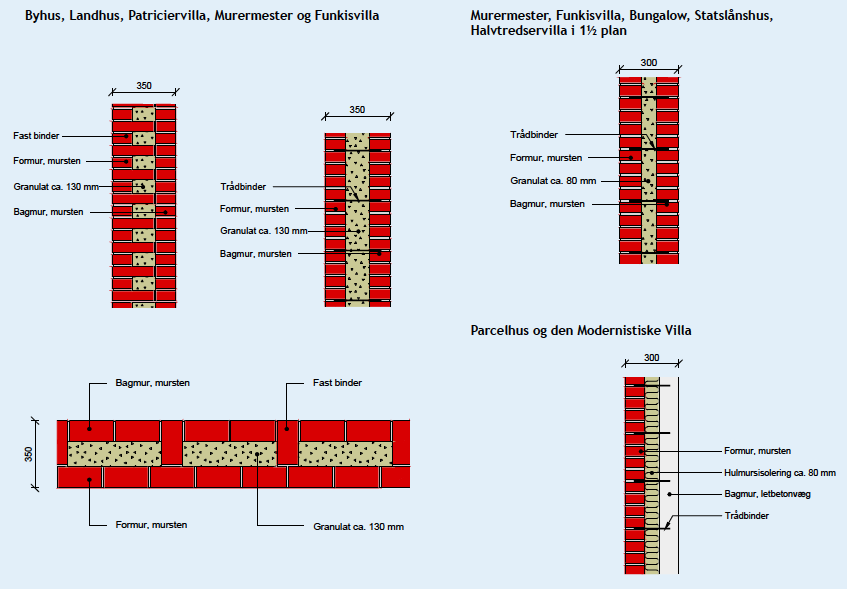 Byhus, Landhus, Patriciervilla, Murermester og Funkisvilla
350
Fast binder
Formur, mursten
Granulat ca. 130 mm
Bagmur, mursten
350
Trådbinder
Formur, mursten
Granulat ca. 130 mm
Bagmur, mursten
Bagmur, mursten
Fast binder
350
Formur, mursten
Granulat ca. 130 mm
Murermester, Funkisvilla, Bungalow, Statslånshus,
Halvtredservilla i 1½ plan
300
Trådbinder
Formur, mursten
Granulat ca. 80 mm
Bagmur, mursten
Parcelhus og den Modernistiske Villa
300
Formur, mursten
Hulmursisolering ca. 80 mm
Bagmur, letbetonvæg
Trådbinder